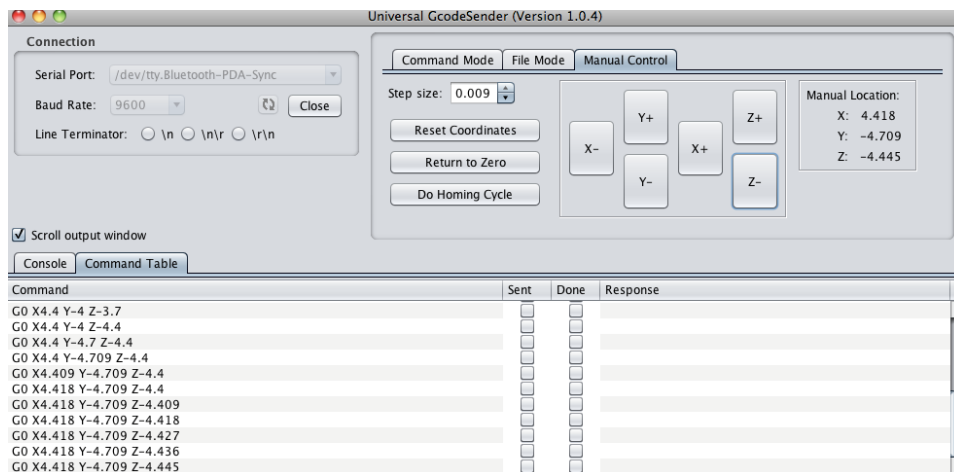 Universal GcodeSender (Version 1.0.4)
Connection
Serial Port: /dev/tty.Bluetooth-PDA-Sync
Baud Rate: 9600 Close
Line Terminator: \n \n\r \r\n
Scroll output window
Command Mode File Mode Manual Control
Step size: 0.009
Reset Coordinates
Return to Zero
Do Homing Cycle
X- Y+ Y- X+ Z+ Z-
Manual Location:
X: 4.418
Y: -4.709
Z: -4.445
Console Command Table
Command Sent Done Response
G0 X4.4 Y-4 Z-3.7
G0 X4.4 Y-4 Z-4.4
G0 X4.4 Y-4.7 Z-4.4
G0 X4.4 Y-4.709 Z-4.4
G0 X4.409 Y-4.709 Z-4.4
G0 X4.418 Y-4.709 Z-4.4
G0 X4.418 Y-4.709 Z-4.409
G0 X4.418 Y-4.709 Z-4.418
G0 X4.418 Y-4.709 Z-4.427
G0 X4.418 Y-4.709 Z-4.436
G0 X4.418 Y-4.709 Z-4.445